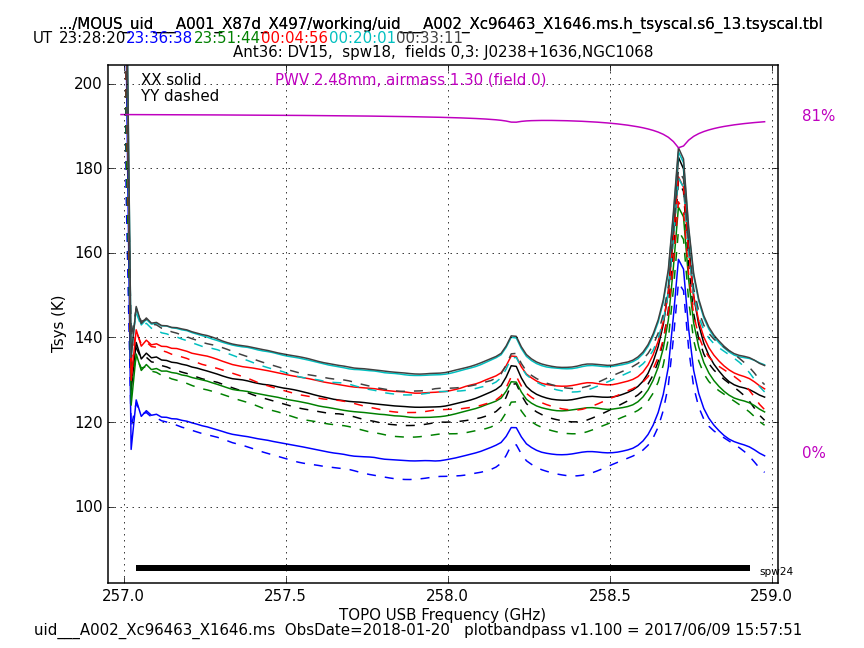 .../MOUS_uid___A001_X87d_X497/working/uid___A002_Xc96463_X1646.ms.h_tsyscal.s6_13.tsyscal.tbl
UT 23:28:20 23:36:38 23:51:44 00:04:56 00:20:01 00:33:11
Ant36: DV15, spw18, fields 0,3: J0238+1636,NGC1068
XX solid
YY dashed
PWV 2.48mm, airmass 1.30 (field 0)
81%
0%
200
180
160
140
120
100
Tsys (K)
spw24
257.0 257.5 258.0 258.5 259.0
TOPO USB Frequency (GHz)
uid___A002_Xc96463_X1646.ms ObsDate=2018-01-20 plotbandpass v1.100 = 2017/06/09 15:57:51